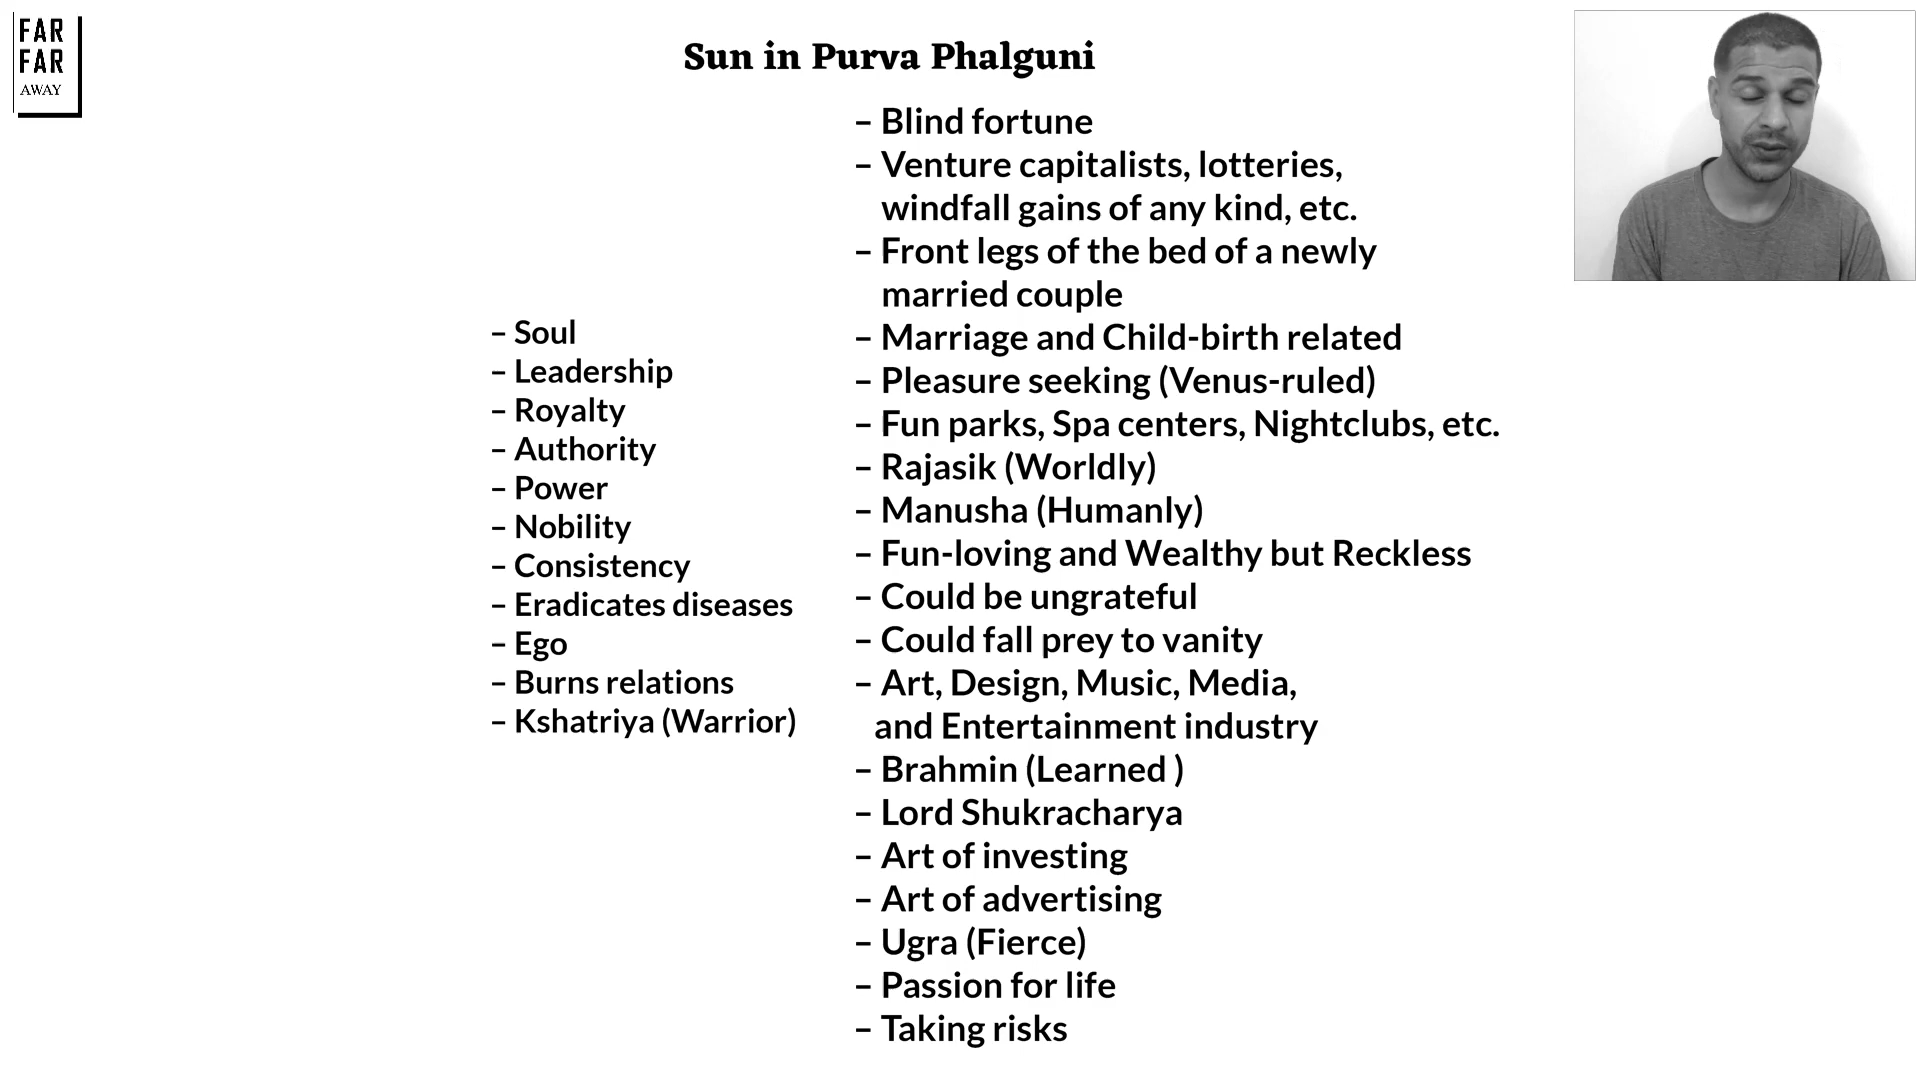 FAR
FAR
AWAY
Sun in Purva Phalguni
– Soul
– Leadership
– Royalty
– Authority
– Power
– Nobility
– Consistency
– Eradicates diseases
– Ego
– Burns relations
– Kshatriya (Warrior)
– Blind fortune
– Venture capitalists, lotteries,
windfall gains of any kind, etc.
– Front legs of the bed of a newly
married couple
– Marriage and Child-birth related
– Pleasure seeking (Venus-ruled)
– Fun parks, Spa centers, Nightclubs, etc.
– Rajasik (Worldly)
– Manusha (Humanly)
– Fun-loving and Wealthy but Reckless
– Could be ungrateful
– Could fall prey to vanity
– Art, Design, Music, Media,
and Entertainment industry
– Brahmin (Learned )
– Lord Shukracharya
– Art of investing
– Art of advertising
– Ugra (Fierce)
– Passion for life
– Taking risks